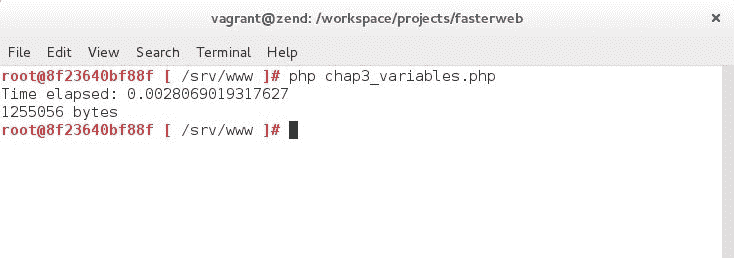 vagrant@zend: /workspace/projects/fasterweb
File Edit View Search Terminal Help
root@8f23640bf88f [ /srv/www ]# php chap3_variables.php
Time elapsed: 0.0028069019317627
1255056 bytes
root@8f23640bf88f [ /srv/www ]#